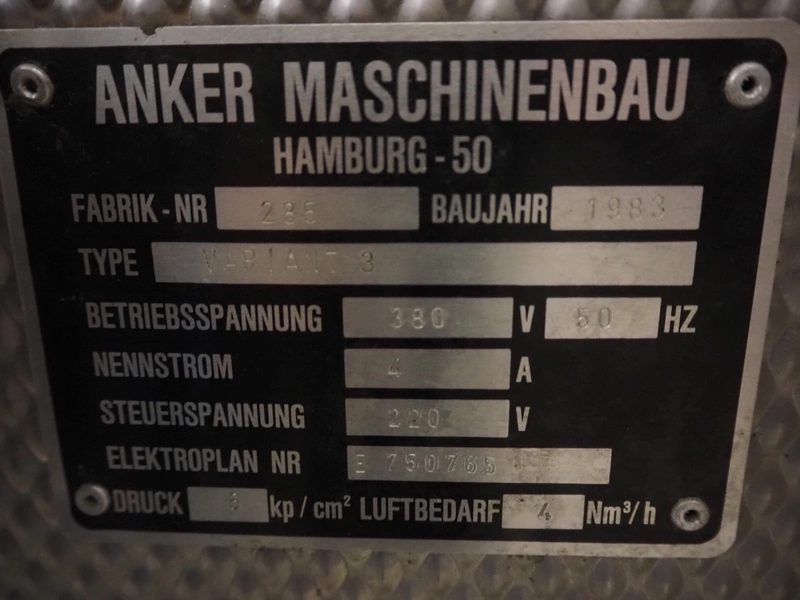 ANKER MASCHINENBAU
HAMBURG - 50
FABRIK - NR 285 BAUJAHR 1983
TYPE VARIANT 3
BETRIEBSSPANNUNG 380 V 50 HZ
NENNSTROM 4 A
STEUERSPANNUNG 220 V
ELEKTROPLAN NR E 750765
DRUCK kp / cm² LUFTBEDARF 4 Nm³/h